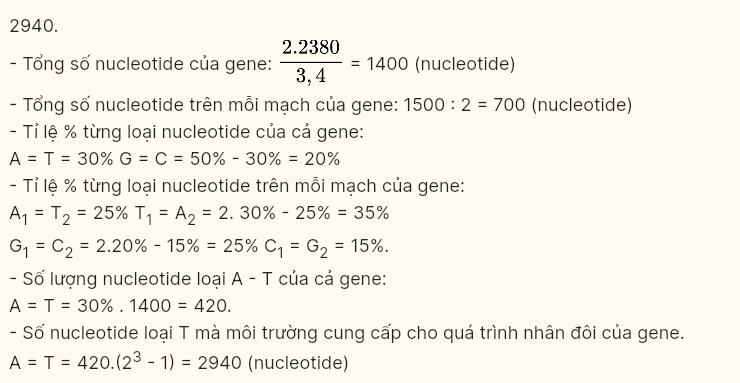 2940.
- Tổng số nucleotide của gene: \frac{2.2380}{3,4} = 1400 (nucleotide)
- Tổng số nucleotide trên mỗi mạch của gene: 1500 : 2 = 700 (nucleotide)
- Tỉ lệ % từng loại nucleotide của cả gene:
A = T = 30% G = C = 50% - 30% = 20%
- Tỉ lệ % từng loại nucleotide trên mỗi mạch của gene:
A₁ = T₂ = 25% T₁ = A₂ = 2. 30% - 25% = 35%
G₁ = C₂ = 2.20% - 15% = 25% C₁ = G₂ = 15%.
- Số lượng nucleotide loại A - T của cả gene:
A = T = 30% . 1400 = 420.
- Số nucleotide loại T mà môi trường cung cấp cho quá trình nhân đôi của gene.
A = T = 420.(2³ - 1) = 2940 (nucleotide)